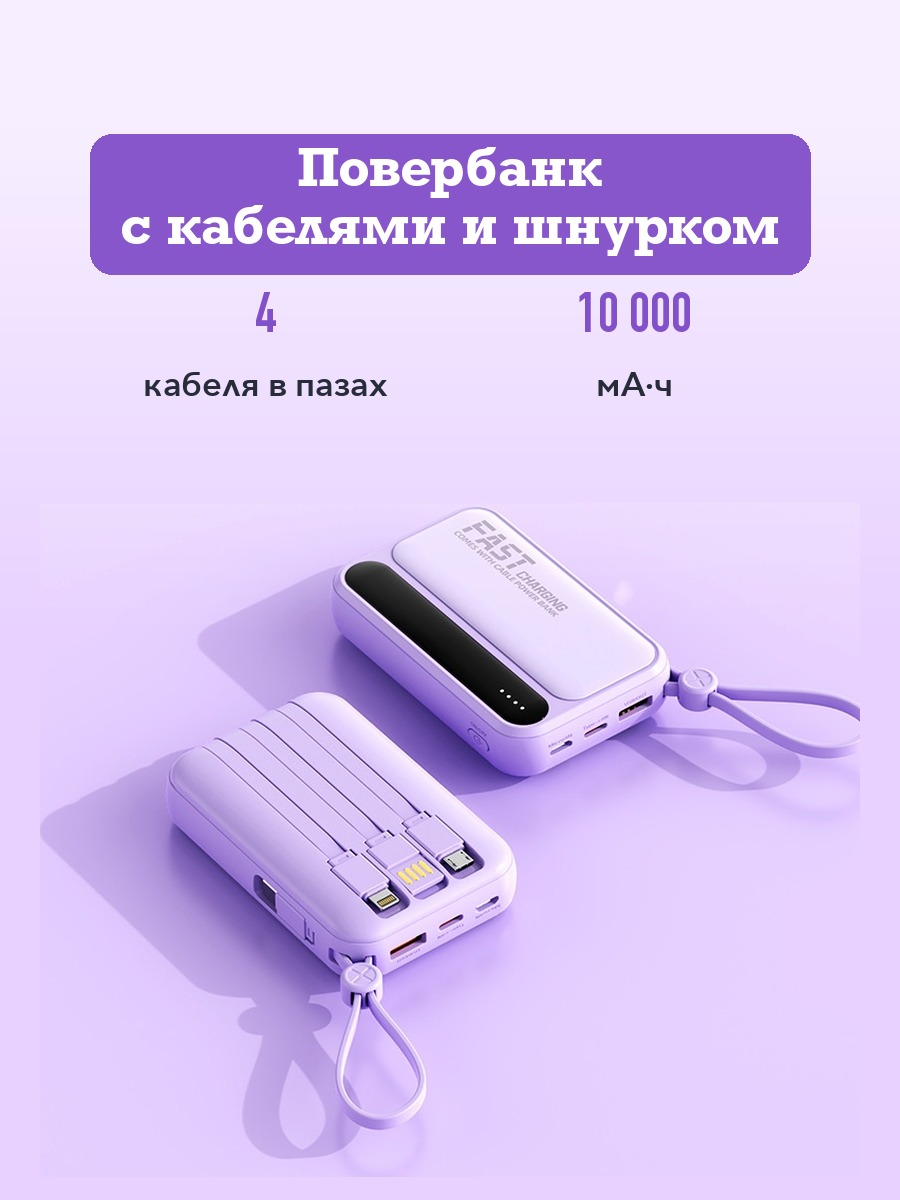 Повербанк
с кабелями и шнурком
4
10 000
кабеля в пазах
мА·ч
FAST
CHARGING
COMES WITH CABLE POWER BANK